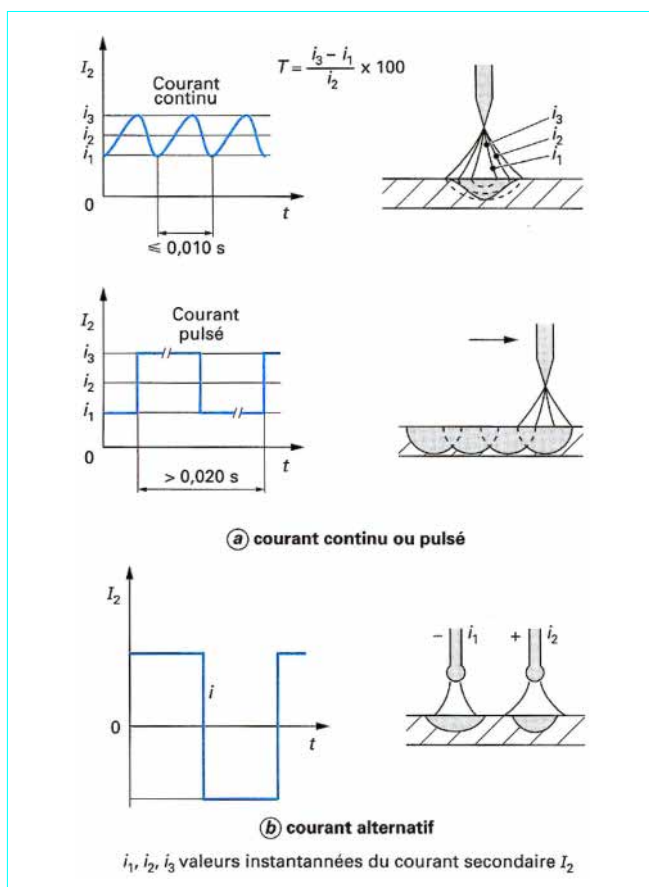 I₂
Courant
continu
T = (i₃ – i₁) / i₂ x 100
i₃
i₂
i₁
0
t
⩽ 0,010 s
i₃
i₂
i₁
I₂
Courant
pulsé
i₃
i₂
i₁
0
t
> 0,020 s
ⓐ courant continu ou pulsé
I₂
i
0
t
– i₁
+ i₂
ⓑ courant alternatif
i₁, i₂, i₃ valeurs instantannées du courant secondaire I₂